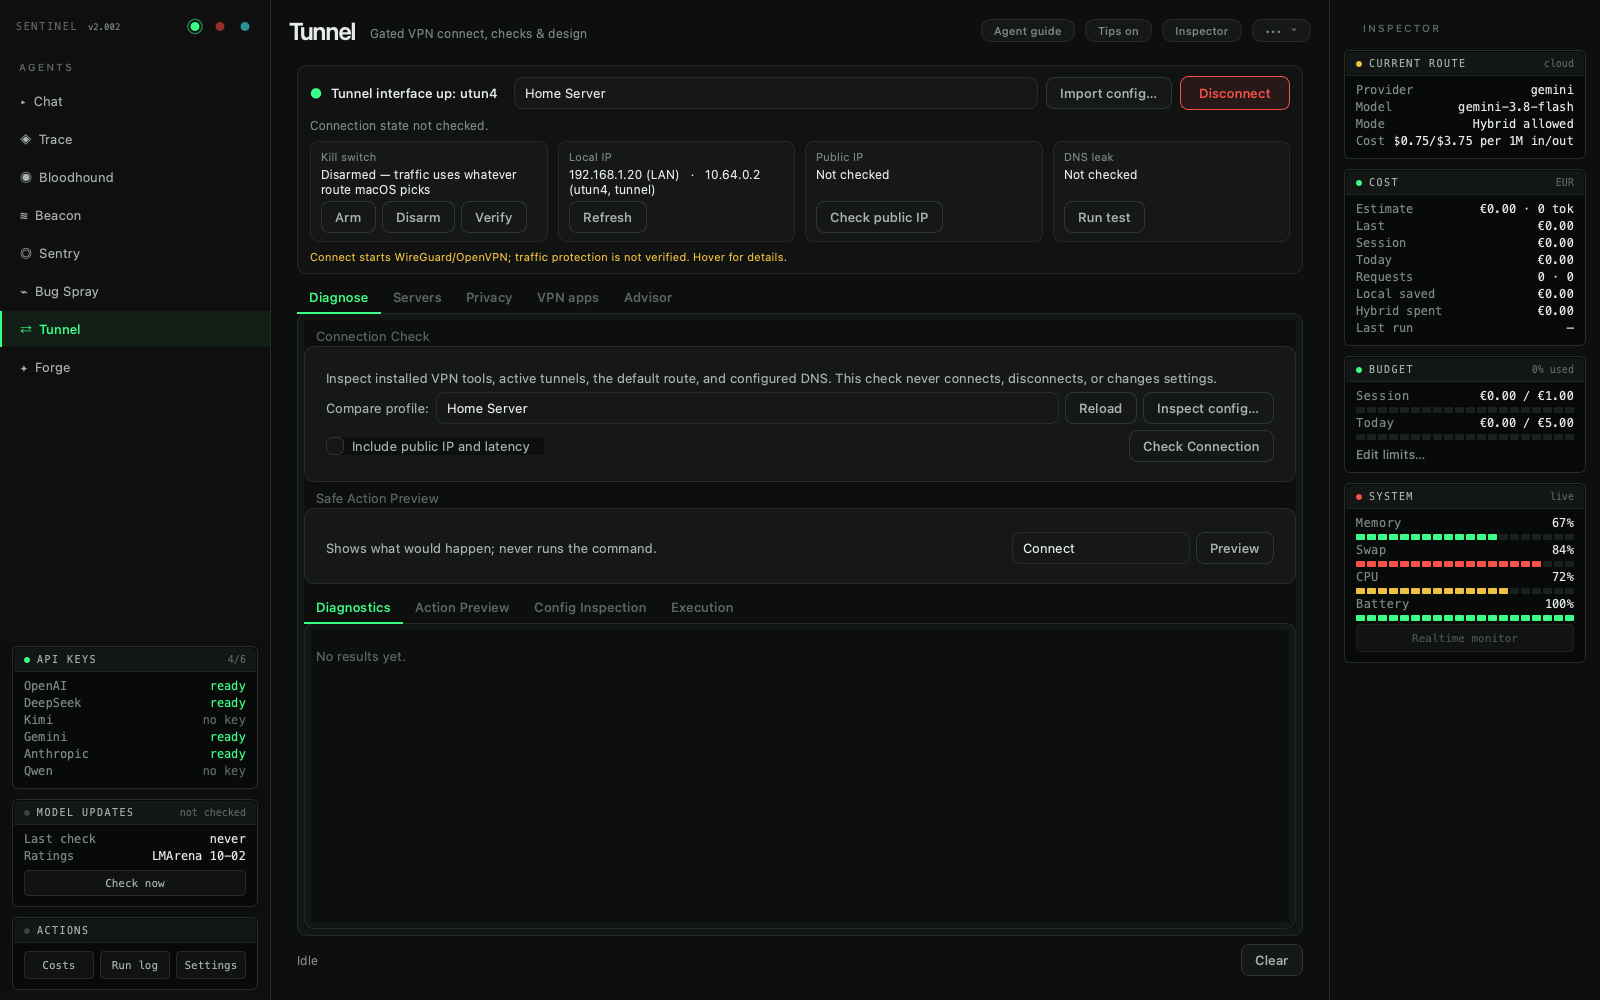 SENTINEL v2.002
AGENTS
Chat
Trace
Bloodhound
Beacon
Sentry
Bug Spray
Tunnel
Forge
API KEYS 4/6
OpenAI ready
DeepSeek ready
Kimi no key
Gemini ready
Anthropic ready
Qwen no key
MODEL UPDATES not checked
Last check never
Ratings LMArena 10-02
Check now
ACTIONS
Costs Run log Settings
Tunnel Gated VPN connect, checks & design
Agent guide Tips on Inspector ...
Tunnel interface up: utun4 Home Server Import config... Disconnect
Connection state not checked.
Kill switch
Disarmed — traffic uses whatever
route macOS picks
Arm Disarm Verify
Local IP
192.168.1.20 (LAN) · 10.64.0.2
(utun4, tunnel)
Refresh
Public IP
Not checked
Check public IP
DNS leak
Not checked
Run test
Connect starts WireGuard/OpenVPN; traffic protection is not verified. Hover for details.
Diagnose Servers Privacy VPN apps Advisor
Connection Check
Inspect installed VPN tools, active tunnels, the default route, and configured DNS. This check never connects, disconnects, or changes settings.
Compare profile: Home Server Reload Inspect config...
Include public IP and latency Check Connection
Safe Action Preview
Shows what would happen; never runs the command. Connect Preview
Diagnostics Action Preview Config Inspection Execution
No results yet.
Idle Clear
INSPECTOR
CURRENT ROUTE cloud
Provider gemini
Model gemini-3.8-flash
Mode Hybrid allowed
Cost $0.75/$3.75 per 1M in/out
COST EUR
Estimate €0.00 · 0 tok
Last €0.00
Session €0.00
Today €0.00
Requests 0 · 0
Local saved €0.00
Hybrid spent €0.00
Last run —
BUDGET 0% used
Session €0.00 / €1.00
Today €0.00 / €5.00
Edit limits...
SYSTEM live
Memory 67%
Swap 84%
CPU 72%
Battery 100%
Realtime monitor